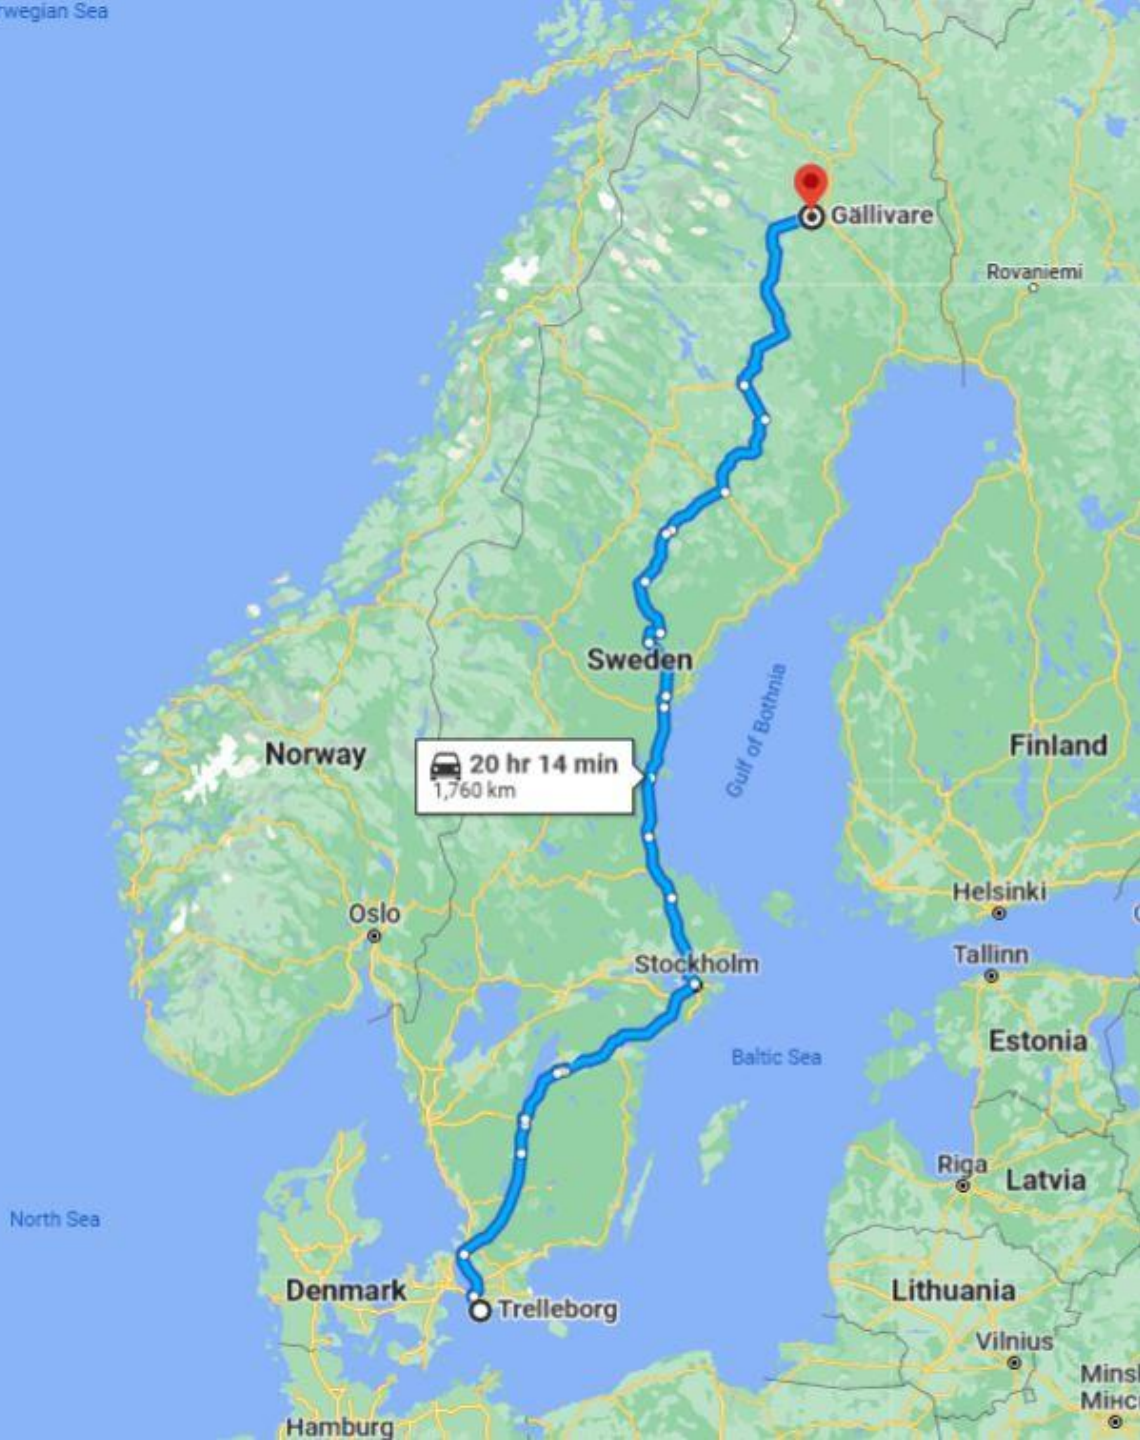 rwegian Sea
Gällivare
Rovaniemi
Sweden
Gulf of Bothnia
Norway
20 hr 14 min
1,760 km
Finland
Oslo
Helsinki
Stockholm
Tallinn
Estonia
Baltic Sea
Riga
Latvia
North Sea
Denmark
Trelleborg
Lithuania
Vilnius
Minsl
Мінс
Hamburg